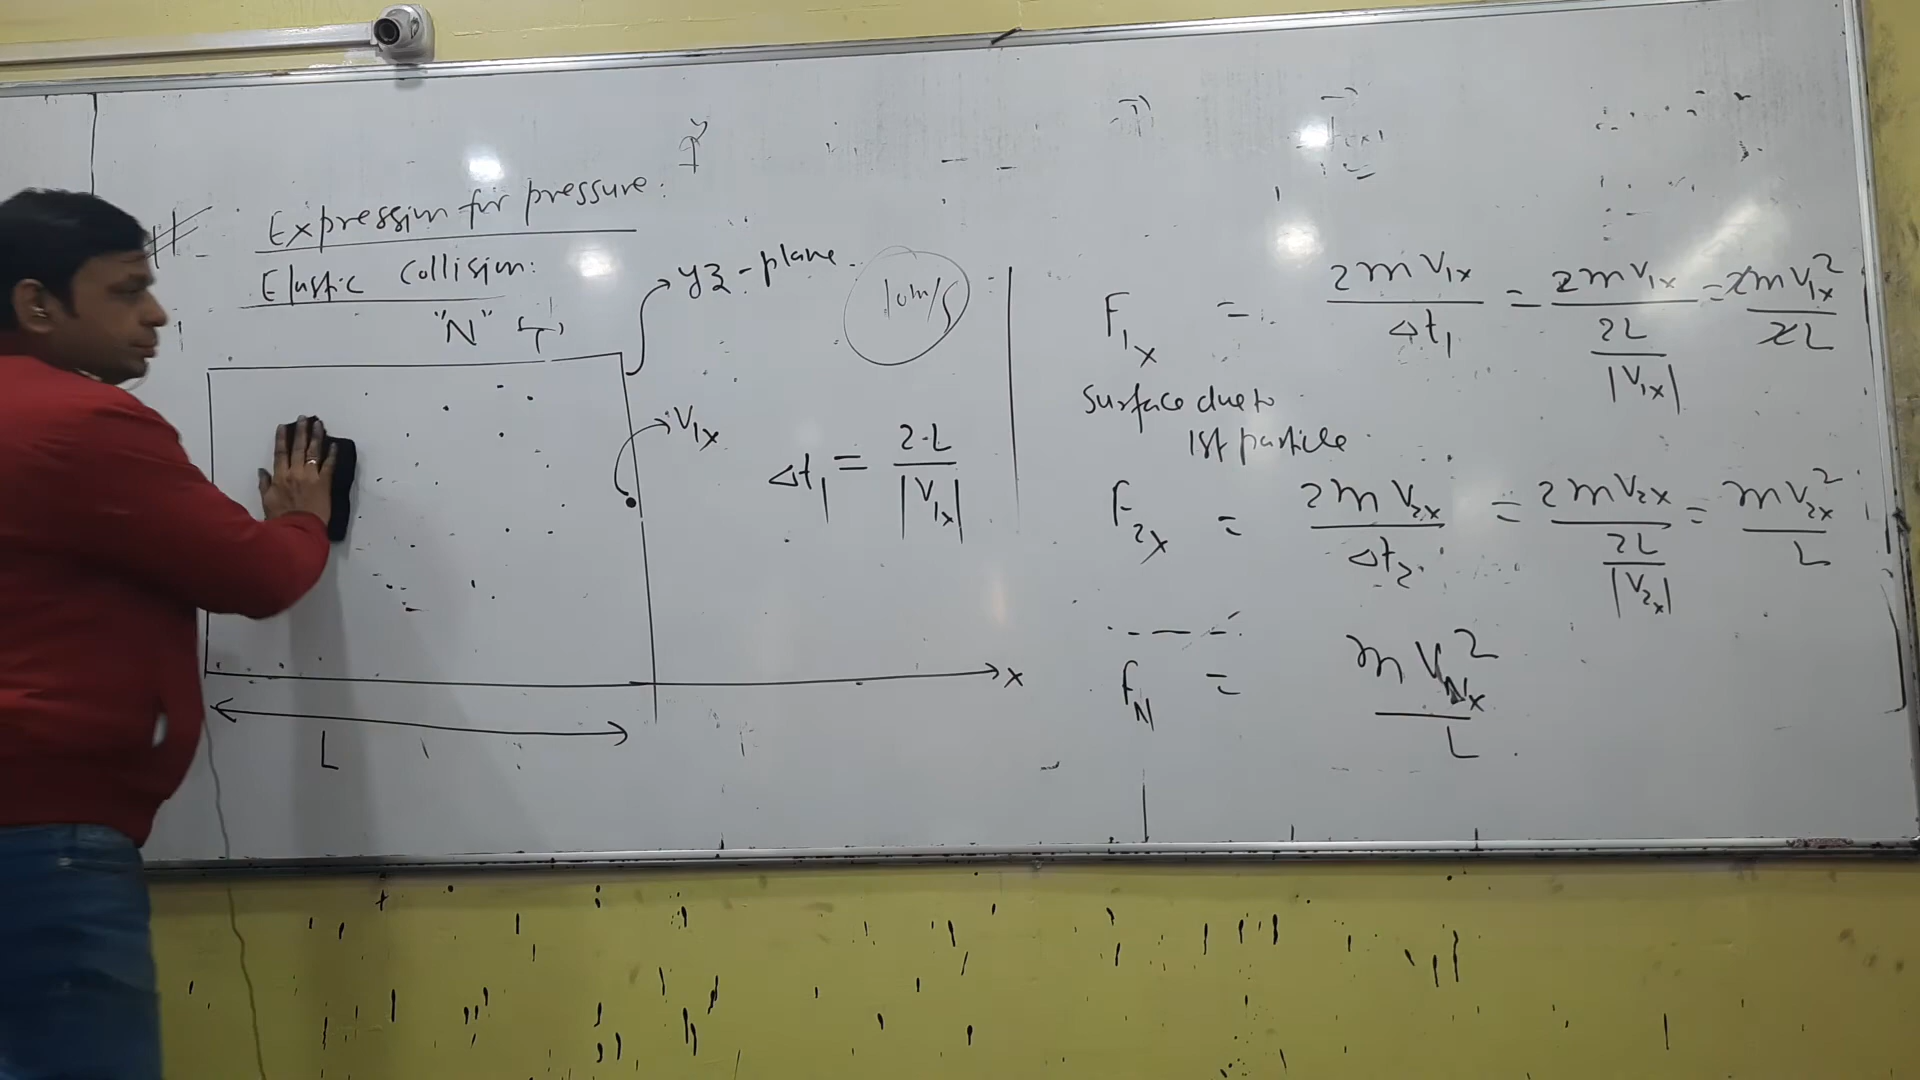 Expression for pressure:
Elastic Collision:
"N"
yz-plane
10m/s
V₁ₓ
Δt₁ = 2·L / |V₁ₓ|
x
L
F₁ₓ = 2mV₁ₓ / Δt₁ = 2mV₁ₓ / (2L / |V₁ₓ|) = 2mV₁ₓ² / 2L
Surface due to
1st particle
F₂ₓ = 2mV₂ₓ / Δt₂ = 2mV₂ₓ / (2L / |V₂ₓ|) = mV₂ₓ² / L
F_N = mV_Nₓ² / L